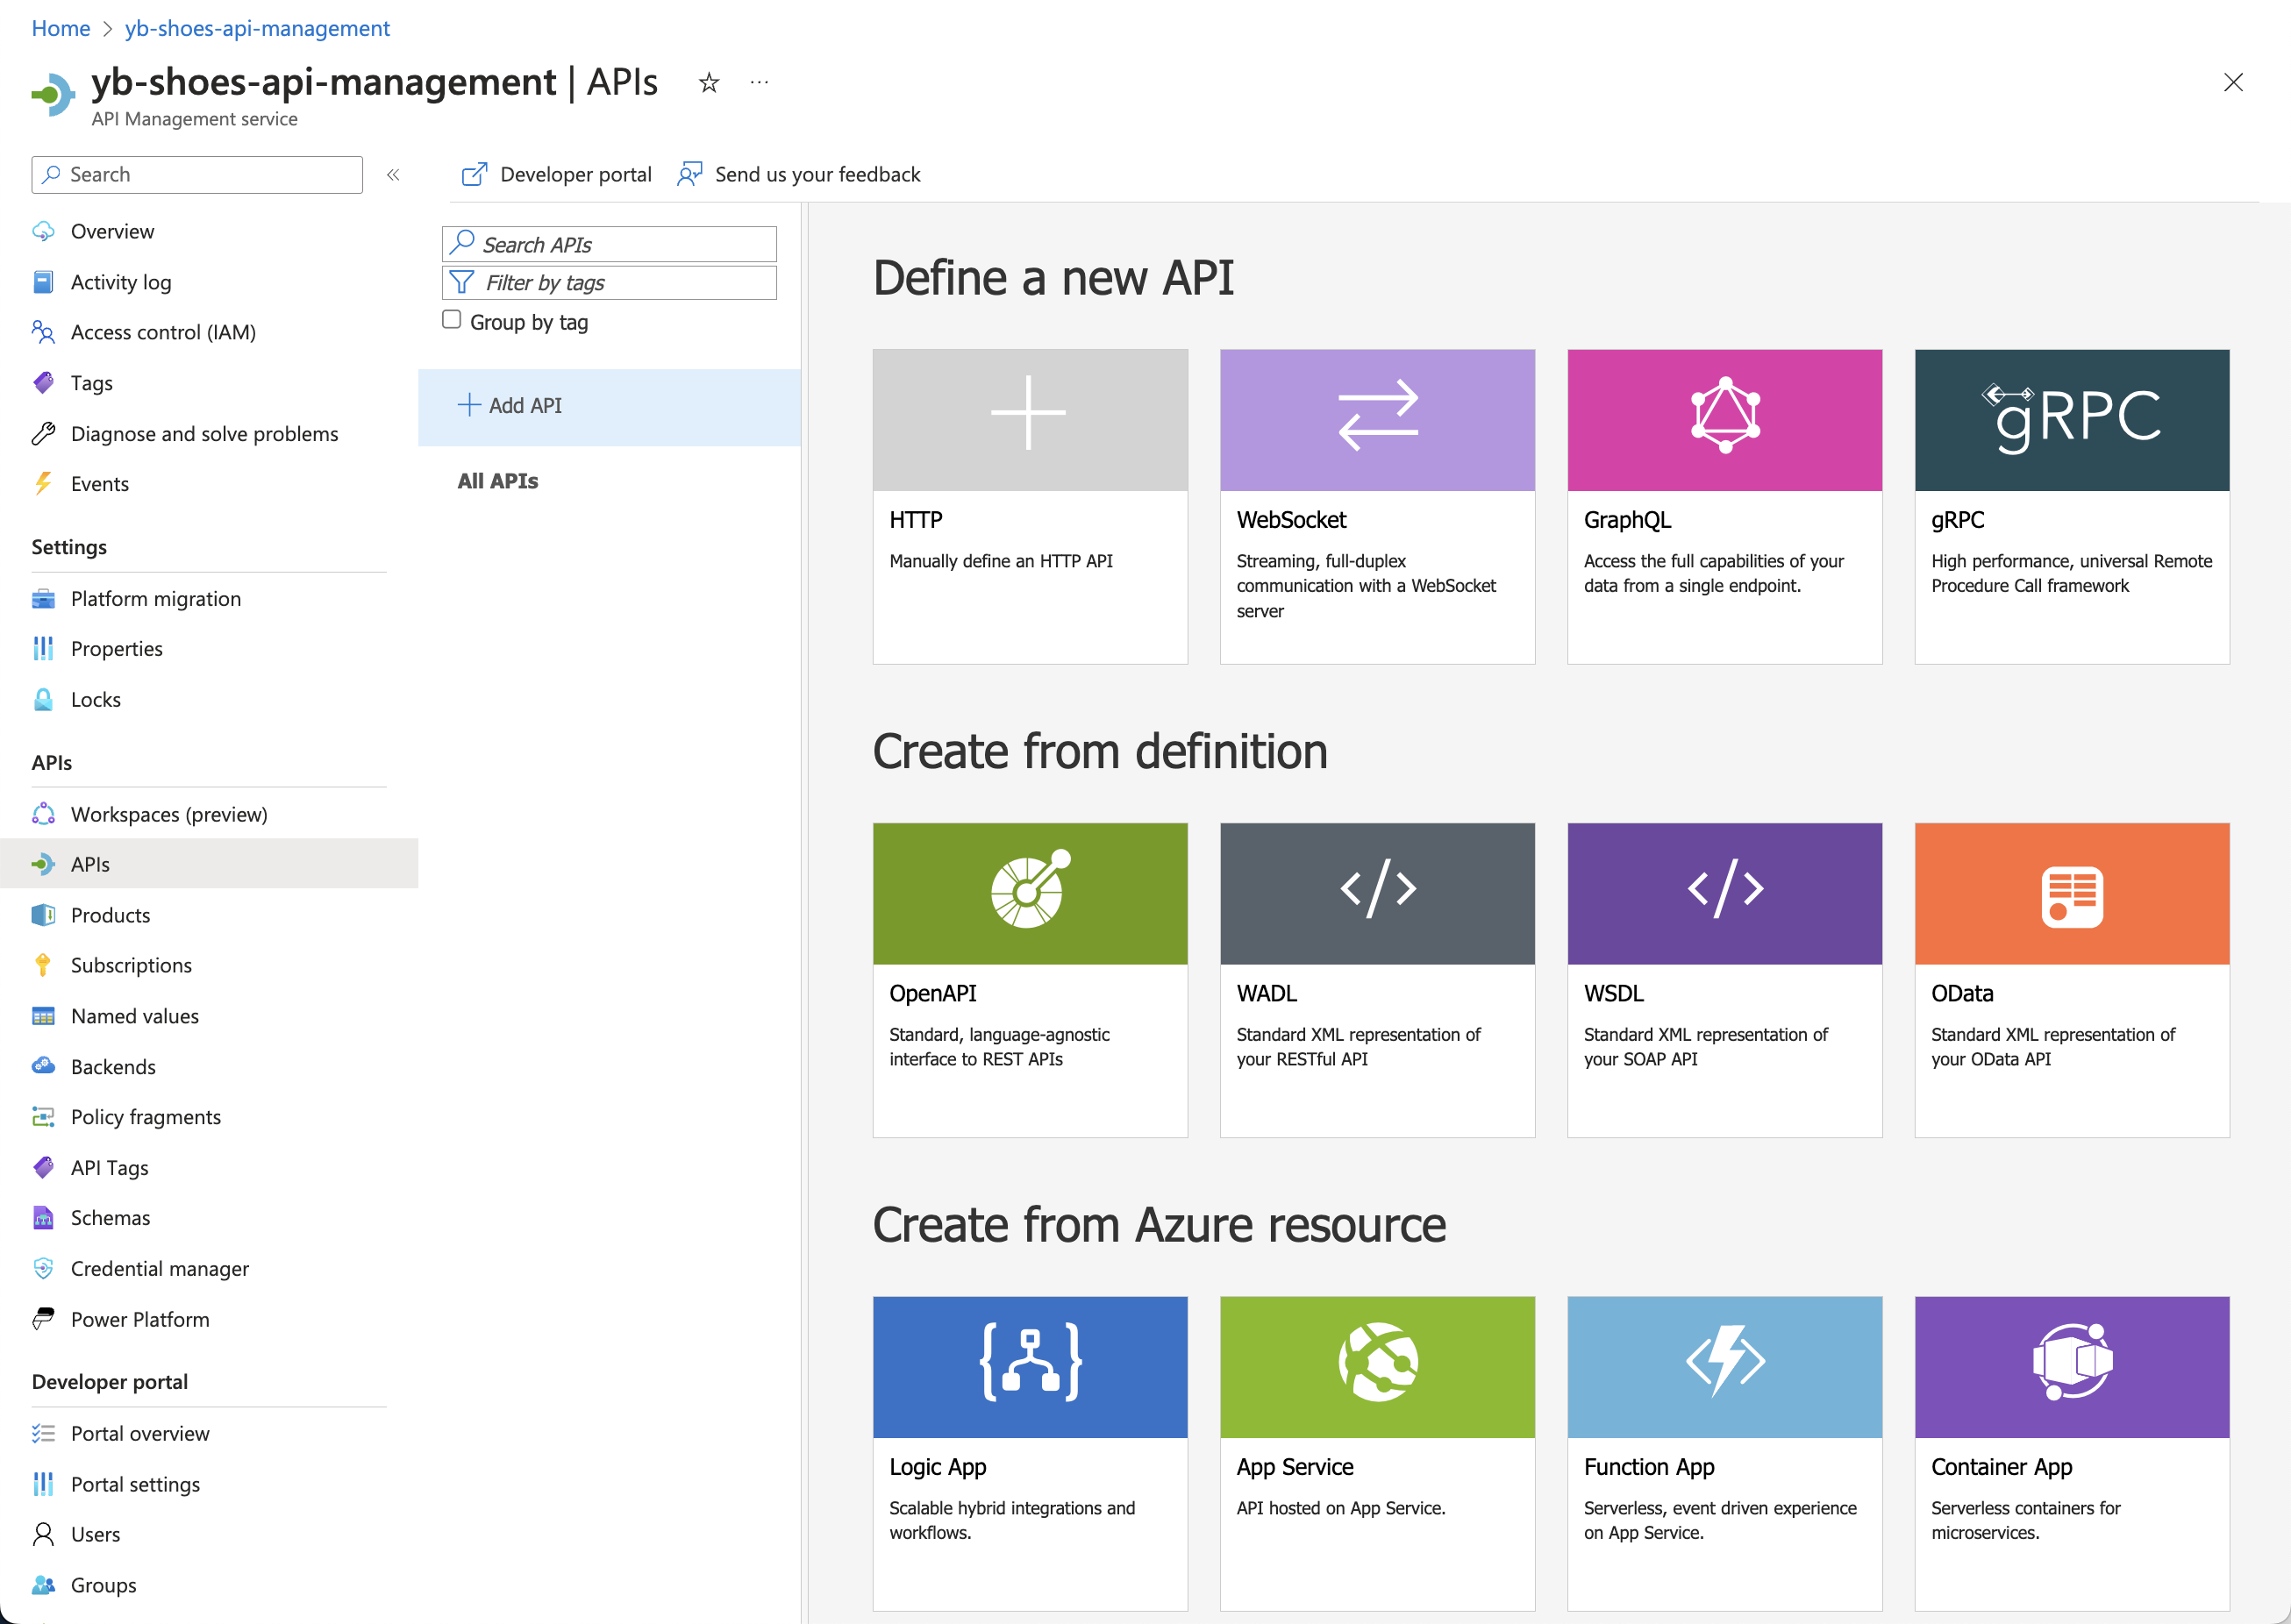 Home > yb-shoes-api-management
yb-shoes-api-management | APIs
API Management service
Search
Overview
Activity log
Access control (IAM)
Tags
Diagnose and solve problems
Events
Settings
Platform migration
Properties
Locks
APIs
Workspaces (preview)
APIs
Products
Subscriptions
Named values
Backends
Policy fragments
API Tags
Schemas
Credential manager
Power Platform
Developer portal
Portal overview
Portal settings
Users
Groups
Developer portal
Send us your feedback
Search APIs
Filter by tags
Group by tag
+ Add API
All APIs
Define a new API
HTTP
Manually define an HTTP API
WebSocket
Streaming, full-duplex
communication with a WebSocket
server
GraphQL
Access the full capabilities of your
data from a single endpoint.
gRPC
gRPC
High performance, universal Remote
Procedure Call framework
Create from definition
OpenAPI
Standard, language-agnostic
interface to REST APIs
WADL
Standard XML representation of
your RESTful API
WSDL
Standard XML representation of
your SOAP API
OData
Standard XML representation of
your OData API
Create from Azure resource
Logic App
Scalable hybrid integrations and
workflows.
App Service
API hosted on App Service.
Function App
Serverless, event driven experience
on App Service.
Container App
Serverless containers for
microservices.